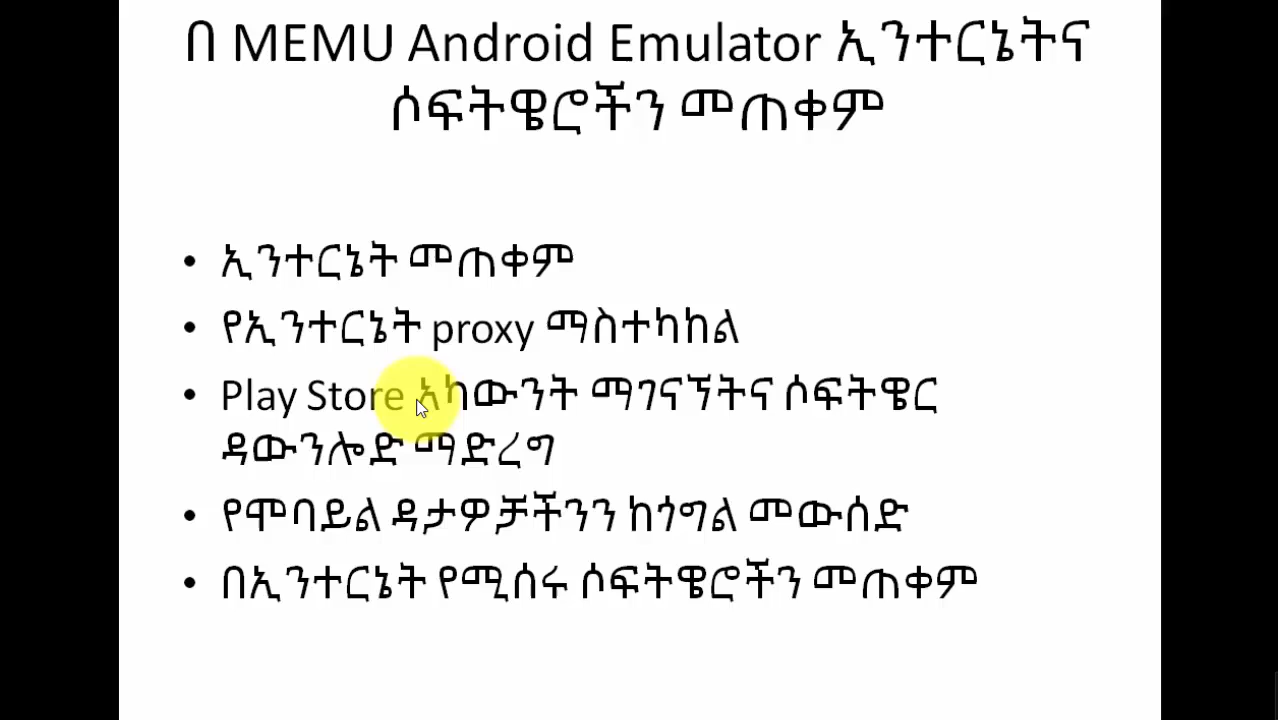 በ MEMU Android Emulator ኢንተርኔትና
ሶፍትዌሮችን መጠቀም
• ኢንተርኔት መጠቀም
• የኢንተርኔት proxy ማስተካከል
• Play Store አካውንት ማገናኘትና ሶፍትዌር
ዳውንሎድ ማድረግ
• የሞባይል ዳታዎቻችንን ከጎግል መውሰድ
• በኢንተርኔት የሚሰሩ ሶፍትዌሮችን መጠቀም